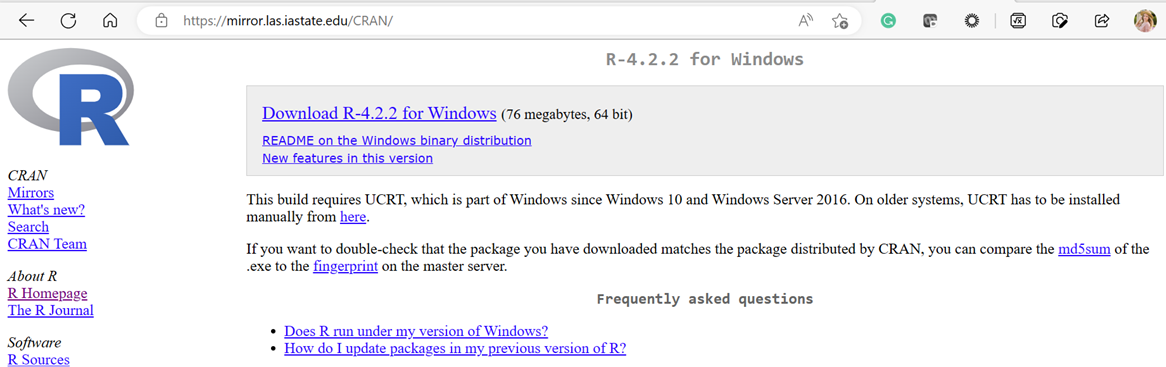 https://mirror.las.iastate.edu/CRAN/
R
CRAN
Mirrors
What's new?
Search
CRAN Team
About R
R Homepage
The R Journal
Software
R Sources
R-4.2.2 for Windows
Download R-4.2.2 for Windows (76 megabytes, 64 bit)
README on the Windows binary distribution
New features in this version
This build requires UCRT, which is part of Windows since Windows 10 and Windows Server 2016. On older systems, UCRT has to be installed
manually from here.
If you want to double-check that the package you have downloaded matches the package distributed by CRAN, you can compare the md5sum of the
.exe to the fingerprint on the master server.
Frequently asked questions
• Does R run under my version of Windows?
• How do I update packages in my previous version of R?